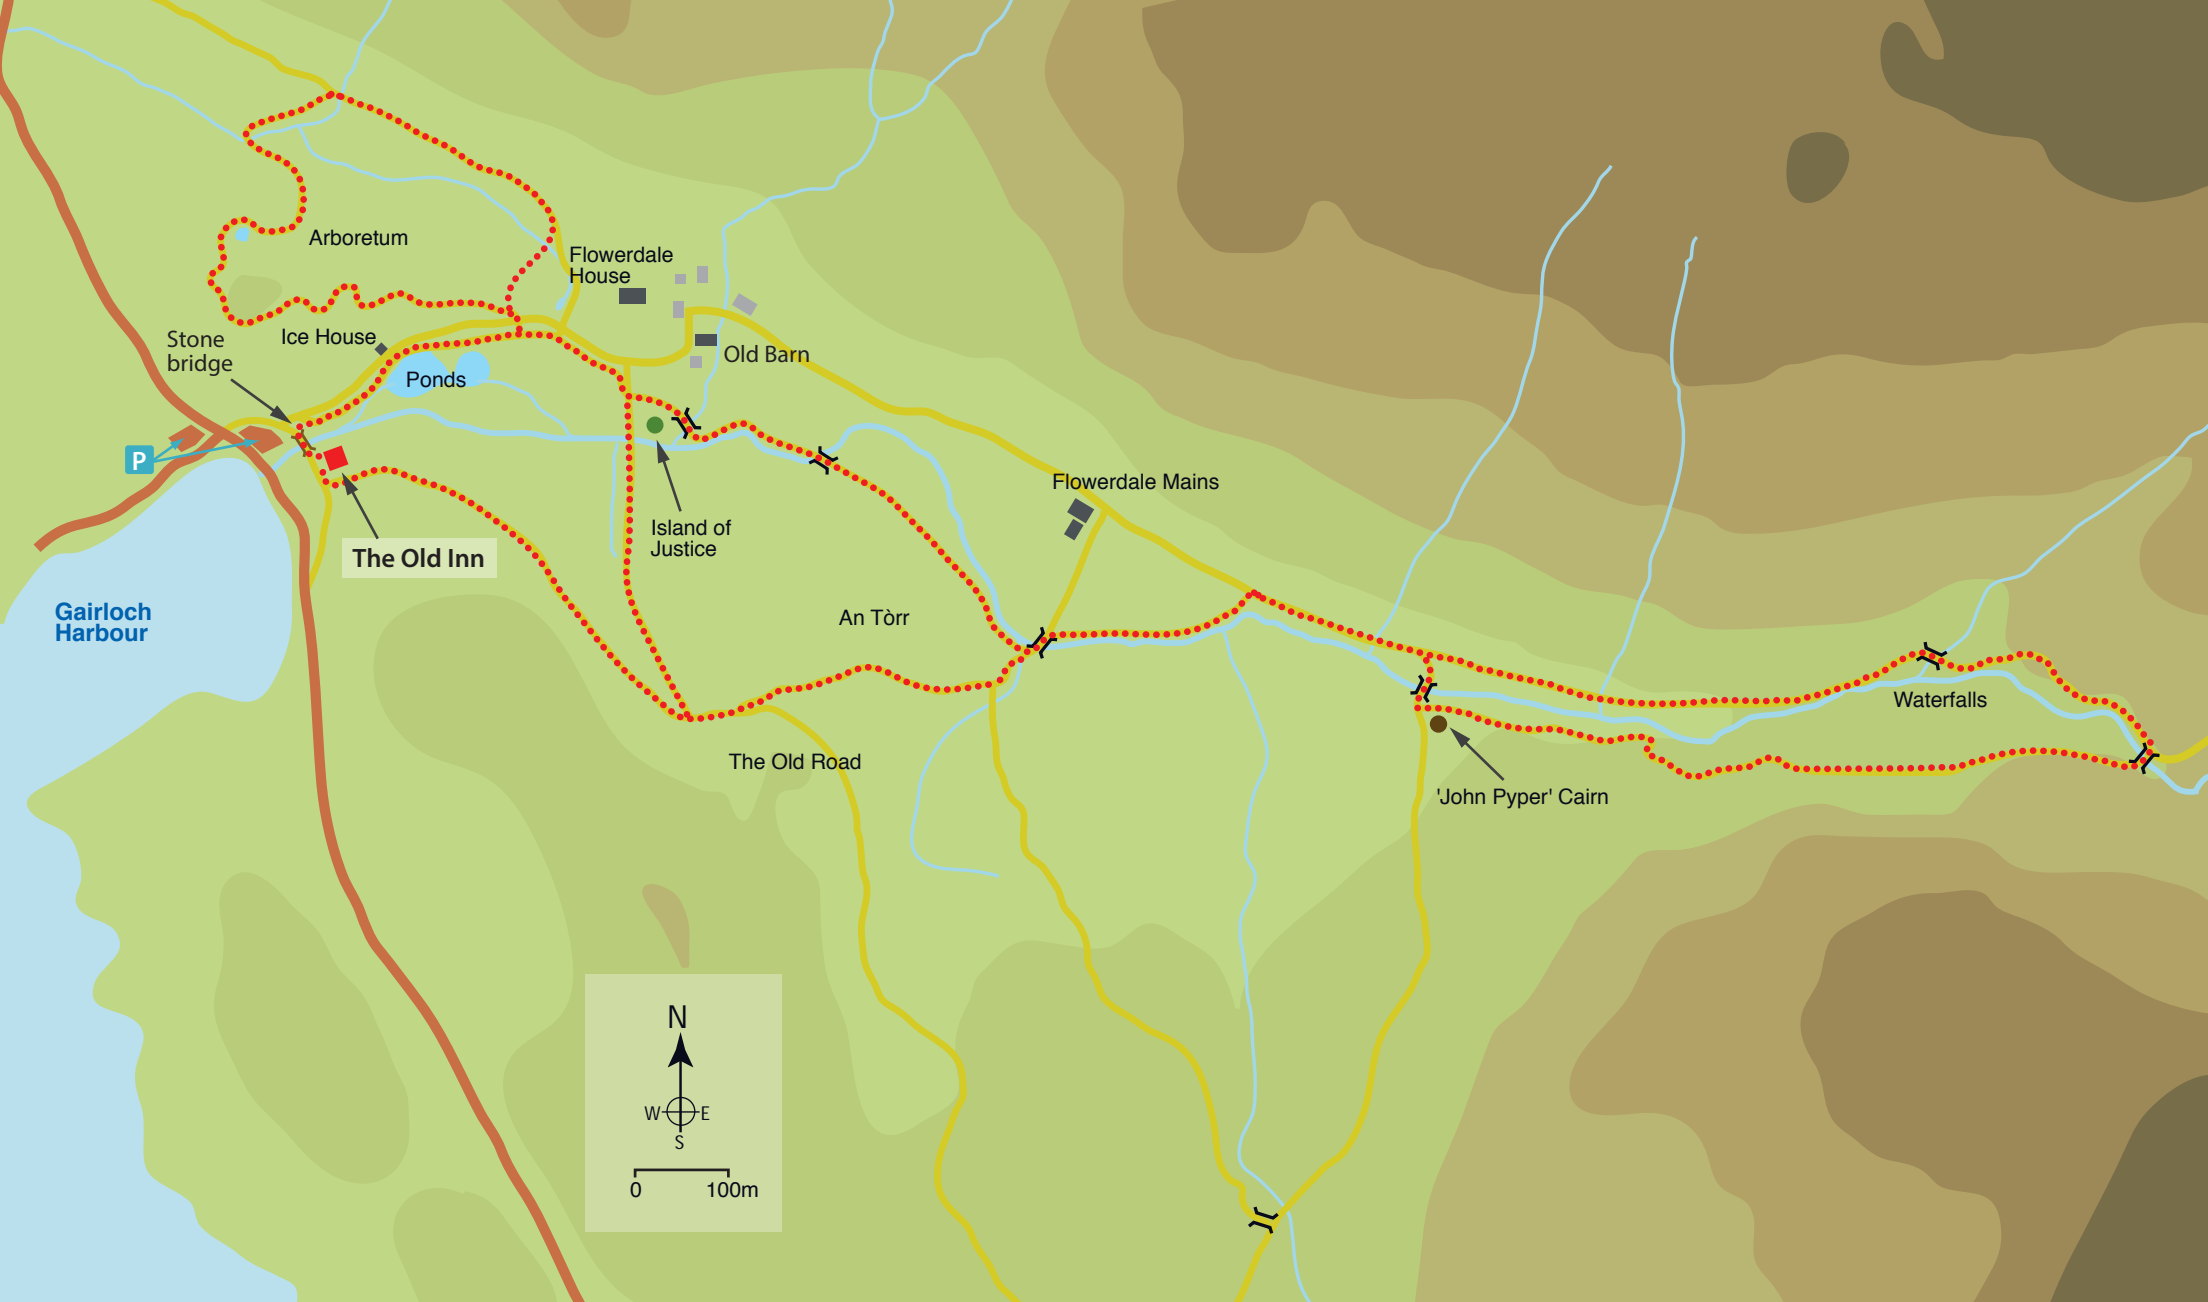 Arboretum
Flowerdale
House
Stone
bridge
Ice House
Old Barn
Ponds
P
Flowerdale Mains
Island of
Justice
The Old Inn
Gairloch
Harbour
An Tòrr
Waterfalls
The Old Road
'John Pyper' Cairn
N
W E
S
0 100m